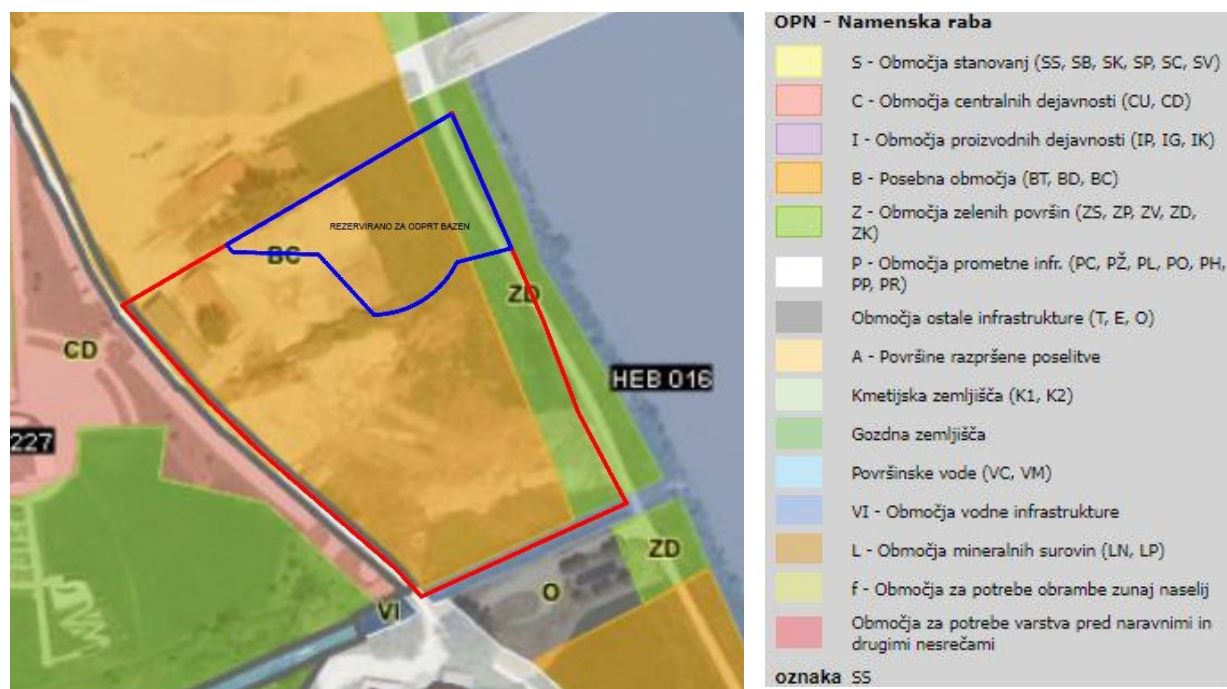 REZERVIRANO ZA ODPRT BAZEN
BC
ZD
CD
HEB 016
227
ZD
O
VI
OPN - Namenska raba
S - Območja stanovanj (SS, SB, SK, SP, SC, SV)
C - Območja centralnih dejavnosti (CU, CD)
I - Območja proizvodnih dejavnosti (IP, IG, IK)
B - Posebna območja (BT, BD, BC)
Z - Območja zelenih površin (ZS, ZP, ZV, ZD,
ZK)
P - Območja prometne infr. (PC, PŽ, PL, PO, PH,
PP, PR)
Območja ostale infrastrukture (T, E, O)
A - Površine razpršene poselitve
Kmetijska zemljišča (K1, K2)
Gozdna zemljišča
Površinske vode (VC, VM)
VI - Območja vodne infrastrukture
L - Območja mineralnih surovin (LN, LP)
f - Območja za potrebe obrambe zunaj naselij
Območja za potrebe varstva pred naravnimi in
drugimi nesrečami
oznaka SS